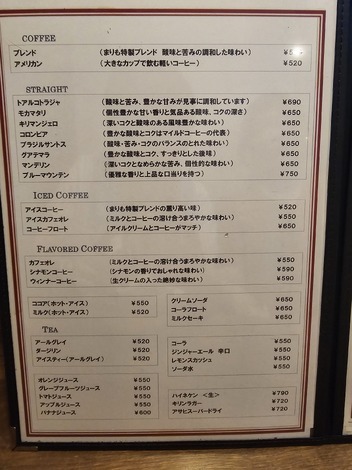 COFFEE
ブレンド （まりも特製ブレンド 酸味と苦みの調和した味わい）
アメリカン （大きなカップで飲む軽いコーヒー） ¥520
STRAIGHT
トアルコトラジャ （酸味と苦み、豊かな甘みが見事に調和しています） ¥690
モカマタリ （個性豊かな甘い香りと気品ある酸味、コクの深さ） ¥650
キリマンジェロ （深いコクと酸味のある風味豊かな味わい） ¥650
コロンビア （豊かな酸味とコクはマイルドコーヒーの代表） ¥650
ブラジルサントス （酸味・苦み・コクのバランスのとれた味わい） ¥650
グアテマラ （豊かな酸味とコク、すっきりとした後味） ¥650
マンデリン （深いコクとなめらかな苦み、個性的な味わい） ¥650
ブルーマウンテン （優雅な香りと上品な口当りを持つ） ¥750
ICED COFFEE
アイスコーヒー （まりも特製ブレンドの薫り高い味） ¥520
アイスカフェオレ （ミルクとコーヒーの溶け合うまろやかな味わい） ¥550
コーヒーフロート （アイルクリームとコーヒーがマッチ） ¥650
FLAVORED COFFEE
カフェオレ （ミルクとコーヒーの溶け合うまろやかな味わい） ¥550
シナモンコーヒー （シナモンの香りでおしゃれな味わい） ¥590
ウィンナーコーヒー （生クリームの入った絶妙な味わい） ¥590
ココア（ホット・アイス） ¥550
ミルク（ホット・アイス） ¥520
クリームソーダ ¥650
コーラフロート ¥650
ミルクセーキ ¥650
TEA
アールグレイ ¥520
ダージリン ¥520
アイスティー（アールグレイ） ¥520
コーラ ¥550
ジンジャーエール 辛口 ¥550
レモンスカッシュ ¥550
ソーダ水 ¥550
オレンジジュース ¥550
グレープフルーツジュース ¥550
トマトジュース ¥550
アップルジュース ¥550
バナナジュース ¥600
ハイネケン ＜生＞ ¥790
キリンラガー ¥720
アサヒスーパードライ ¥720